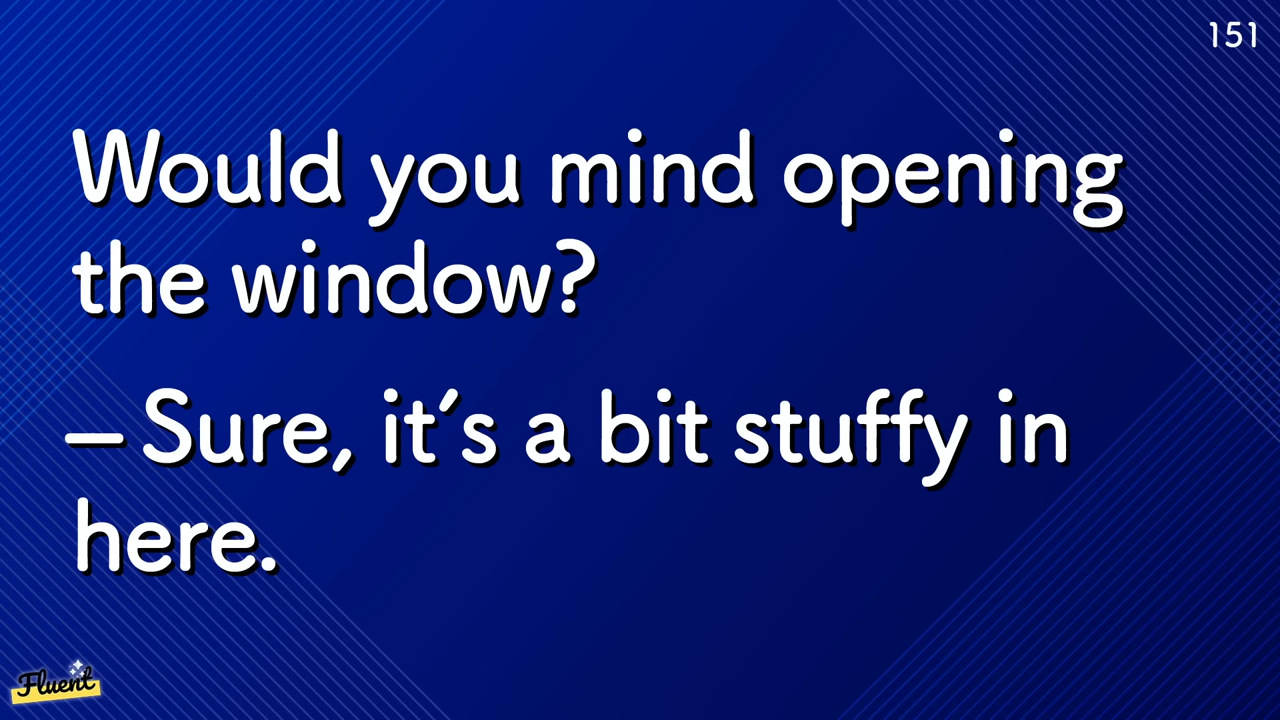 151
Would you mind opening
the window?
– Sure, it′s a bit stuffy in
here.
Fluent